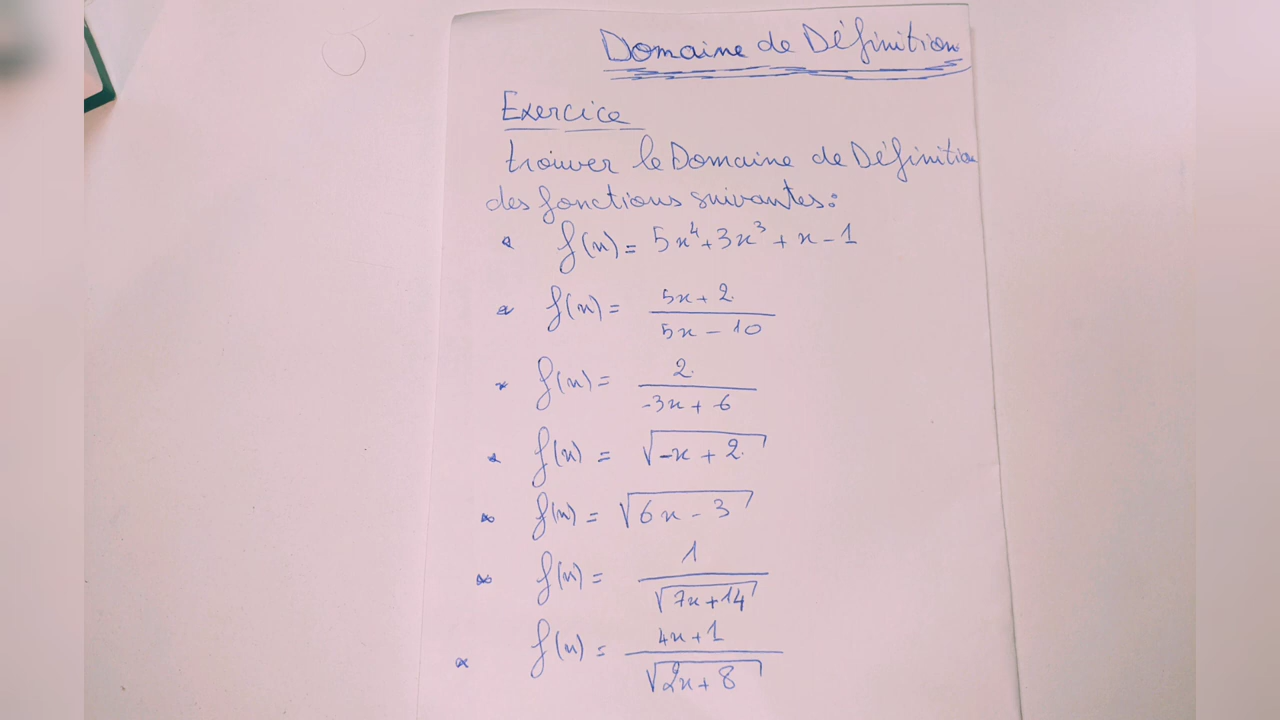 Domaine de Définition
Exercice
trouver le Domaine de Définition
des fonctions suivantes:
f(x) = 5x⁴ + 3x³ + x - 1
f(x) = (5x + 2)/(5x - 10)
f(x) = 2/(-3x + 6)
f(x) = √(-x + 2)
f(x) = √(6x - 3)
f(x) = 1/√(7x + 14)
f(x) = (4x + 1)/√(2x + 8)